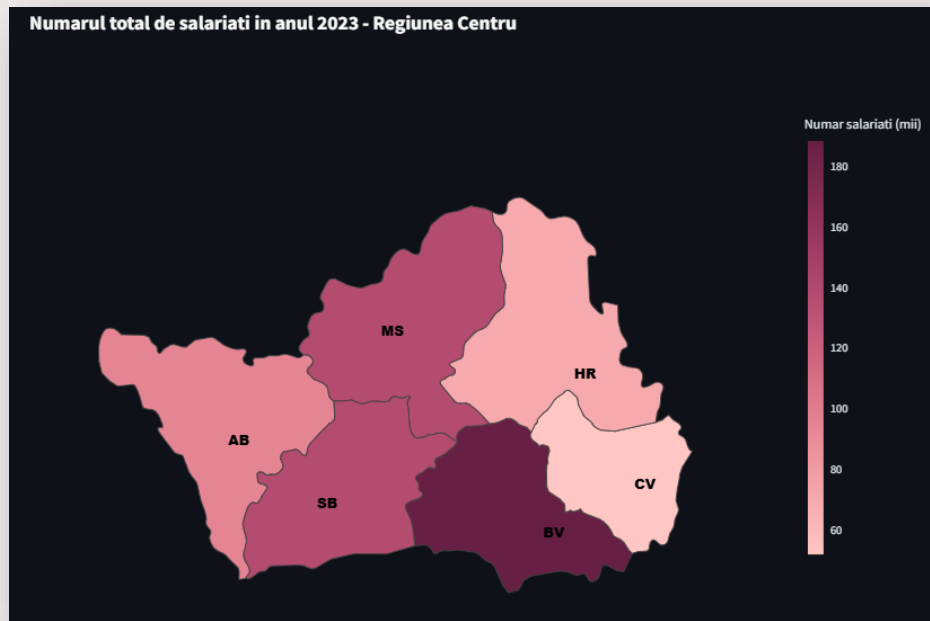 Numarul total de salariati in anul 2023 - Regiunea Centru
Numar salariati (mii)
180
160
140
120
100
80
60
MS
HR
AB
CV
SB
BV